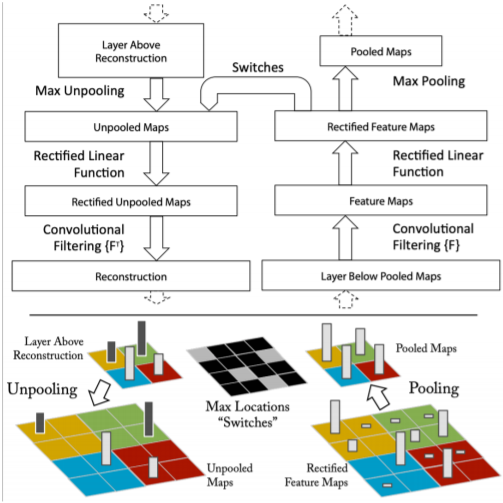 Layer Above
Reconstruction
Pooled Maps
Switches
Max Unpooling
Max Pooling
Unpooled Maps
Rectified Feature Maps
Rectified Linear
Function
Rectified Linear
Function
Rectified Unpooled Maps
Feature Maps
Convolutional
Filtering {Fᵀ}
Convolutional
Filtering {F}
Reconstruction
Layer Below Pooled Maps
Layer Above
Reconstruction
Pooled Maps
Unpooling
Max Locations
“Switches”
Pooling
Unpooled
Maps
Rectified
Feature Maps